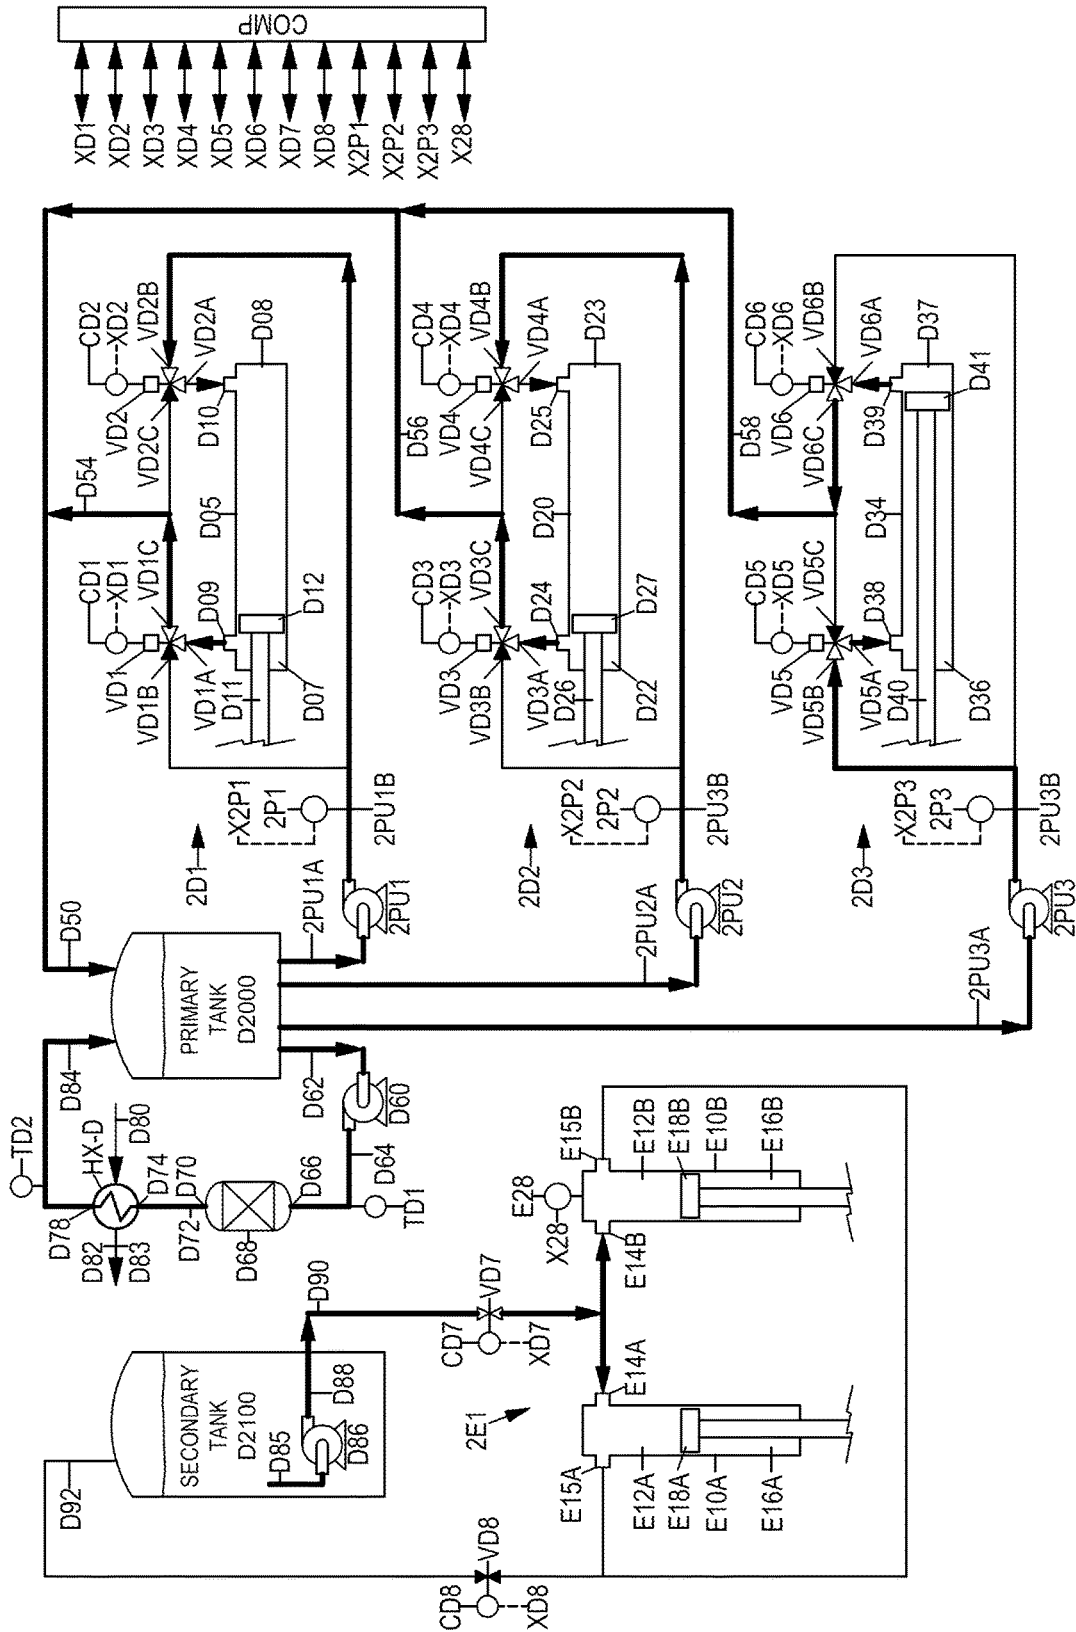 COMP
XD1
XD2
XD3
XD4
XD5
XD6
XD7
XD8
X2P1
X2P2
X2P3
X28
CD1
XD1
VD1
VD1B
VD1A
VD1C
D09
D11
D07
D12
D05
D54
CD2
XD2
VD2
VD2C
VD2B
VD2A
D10
D08
CD3
XD3
VD3
VD3B
VD3A
VD3C
D24
D26
D22
D27
D20
D56
CD4
XD4
VD4
VD4C
VD4B
VD4A
D25
D23
CD5
XD5
VD5
VD5B
VD5A
VD5C
D38
D40
D36
D34
D58
CD6
XD6
VD6
VD6C
VD6B
VD6A
D39
D37
D41
2D1
X2P1
2P1
2PU1B
2D2
X2P2
2P2
2PU3B
2D3
X2P3
2P3
2PU3B
D50
2PU1A
2PU1
2PU2A
2PU2
2PU3A
2PU3
PRIMARY
TANK
D2000
D84
D62
D60
D64
TD2
HX-D
D80
D78
D74
D82
D83
D72
D70
D68
D66
TD1
D92
SECONDARY
TANK
D2100
D85
D86
D88
D90
CD7
VD7
XD7
2E1
CD8
VD8
XD8
E15A
E14A
E12A
E18A
E10A
E16A
E28
X28
E14B
E15B
E12B
E18B
E10B
E16B